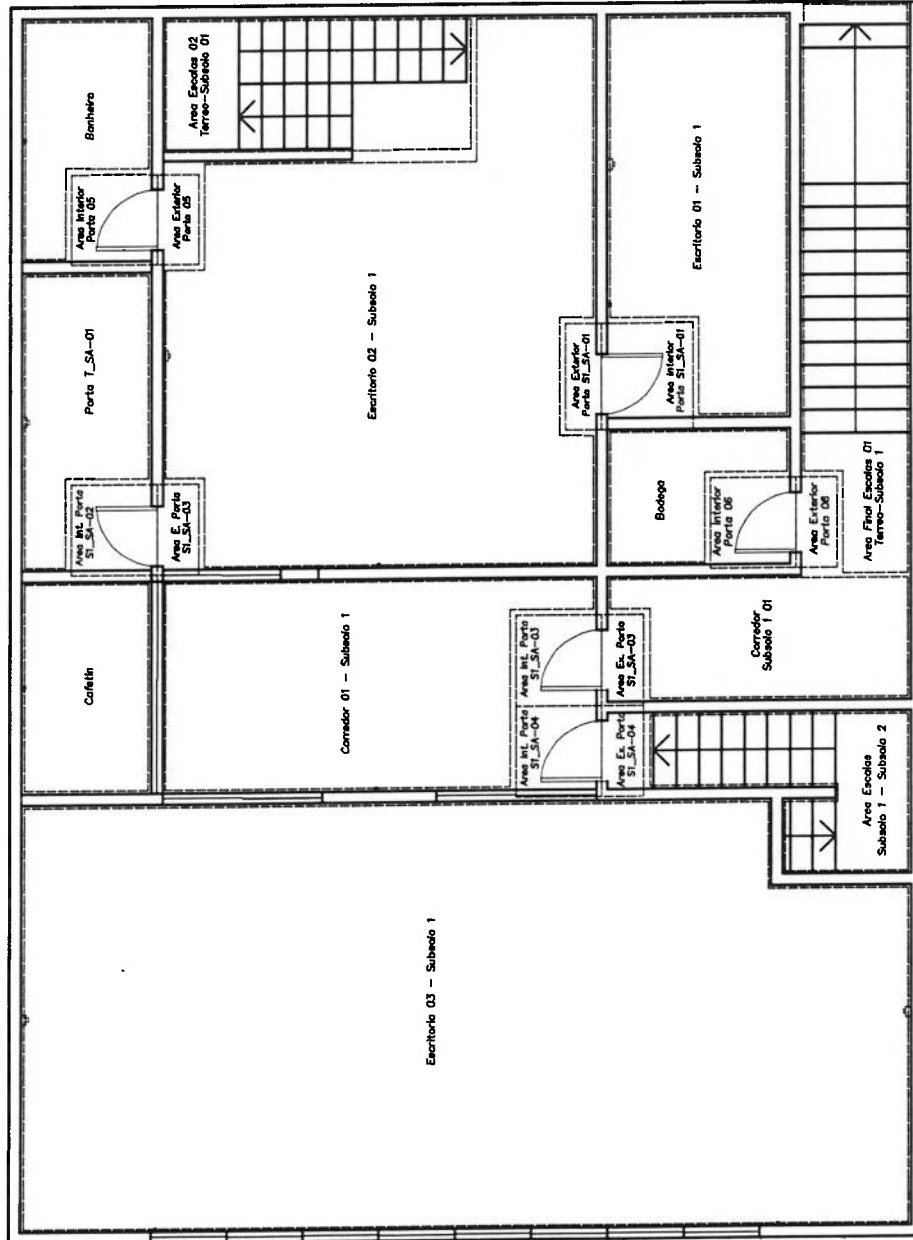 Cafetin
Area Int. Porta
S1_SA-02
Porta T_SA-01
Area Interior
Porta 05
Banheiro
Area E. Porta
S1_SA-03
Area Exterior
Porta 05
Area Escalas 02
Terreo-Subsolo 01
Corredor 01 - Subsolo 1
Escritorio 02 - Subsolo 1
Escritorio 03 - Subsolo 1
Area Int. Porta
S1_SA-04
Area Int. Porta
S1_SA-03
Area Exterior
Porta S1_SA-01
Area Ex. Porta
S1_SA-04
Area Ex. Porta
S1_SA-03
Bodega
Area Interior
Porta S1_SA-01
Escritorio 01 - Subsolo 1
Area Interior
Porta 06
Corredor
Subsolo 1 01
Area Exterior
Porta 06
Area Escalas
Subsolo 1 - Subsolo 2
Area Final Escalas 01
Terreo-Subsolo 1